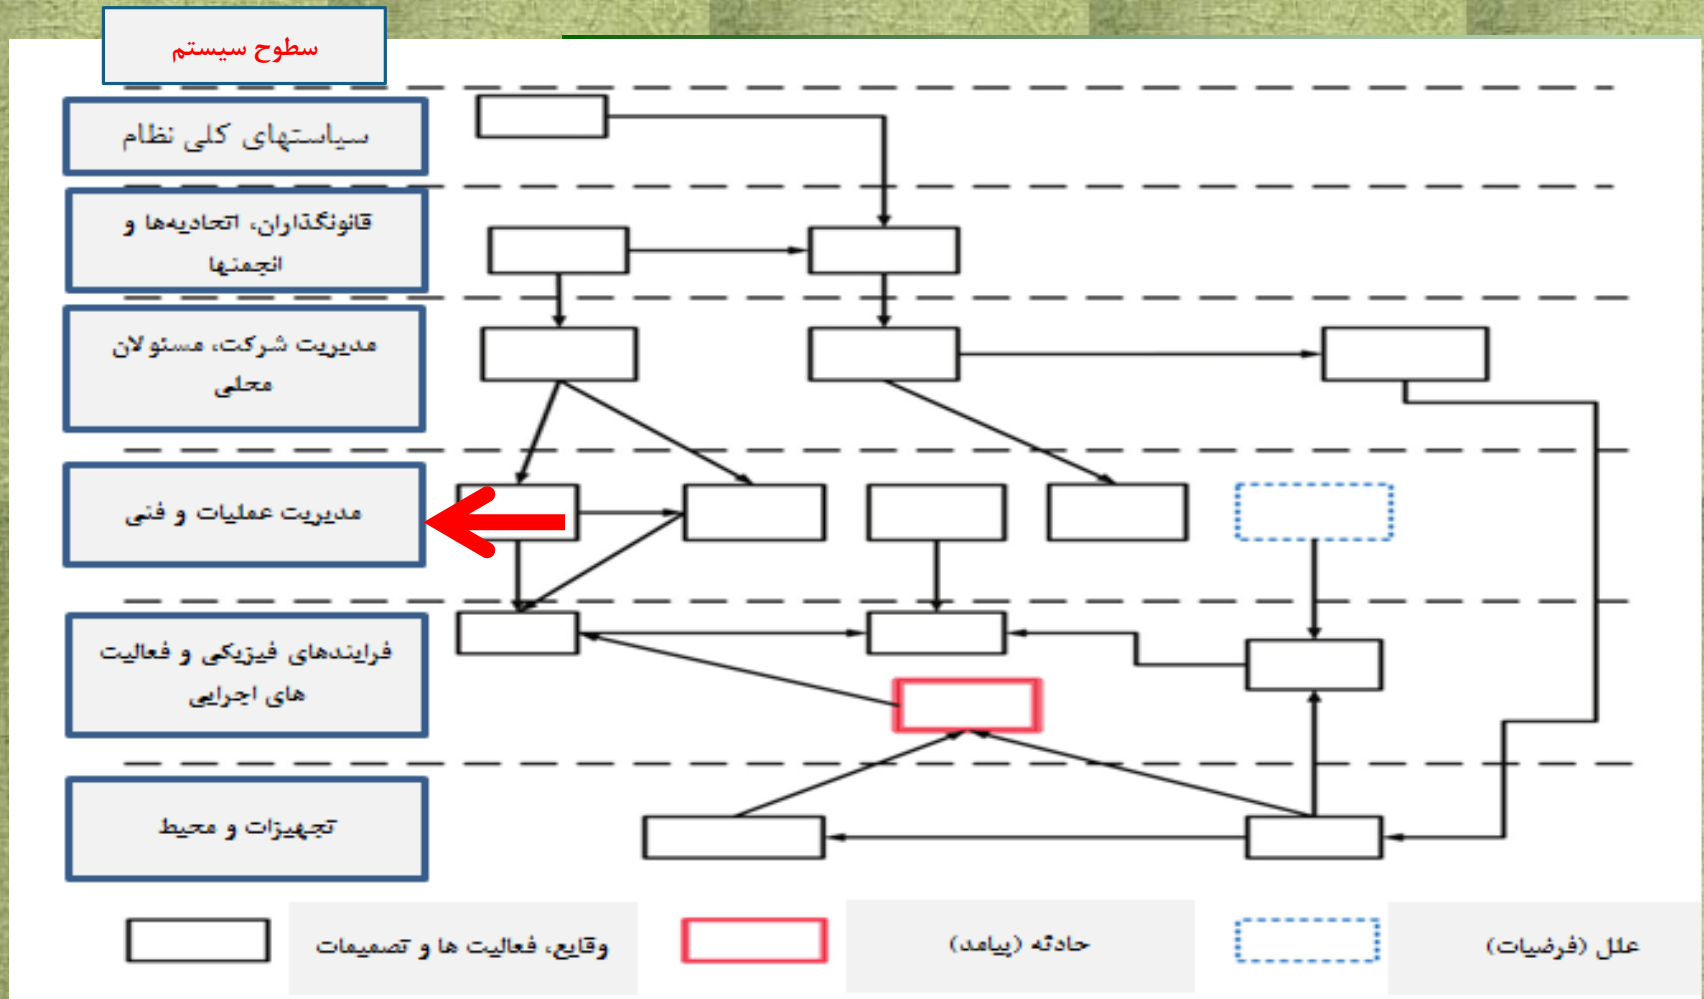 سطوح سیستم
سیاستهای کلی نظام
قانونگذاران، اتحادیه‌ها و
انجمنها
مدیریت شرکت، مسئولان
محلی
مدیریت عملیات و فنی
فرایندهای فیزیکی و فعالیت
های اجرایی
تجهیزات و محیط
وقایع، فعالیت ها و تصمیمات
حادثه (پیامد)
علل (فرضیات)